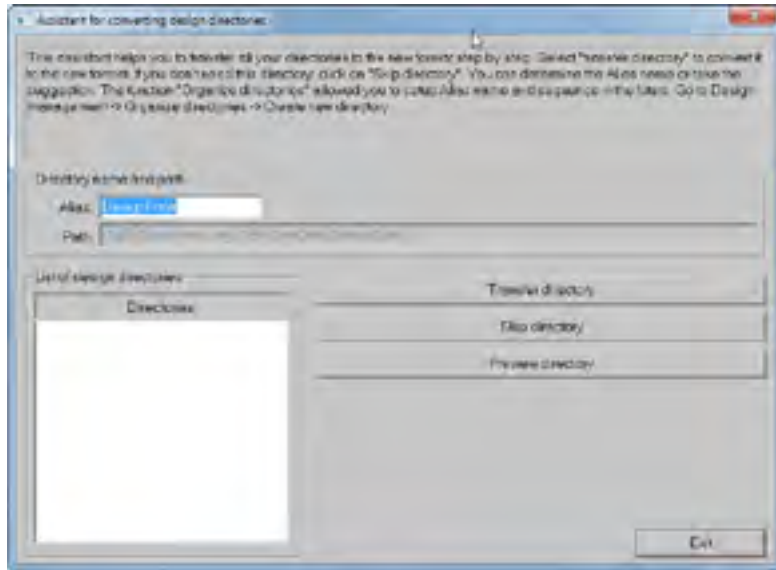 Assistant for converting design directories
This assistant helps you to transfer all your directories to the new format step by step. Select "transfer directory" to convert it
to the new format. If you don't need this directory, click on "Skip directory". You can determine the Alias name or take the
suggestion. The function "Organize directories" allowed you to setup Alias name and sequence in the future. Go to Design
management -> Organize directories -> Create new directory
Directory name and path
Alias:
Path:
List of design directories
Directories
Transfer directory
Skip directory
Preview directory
Exit